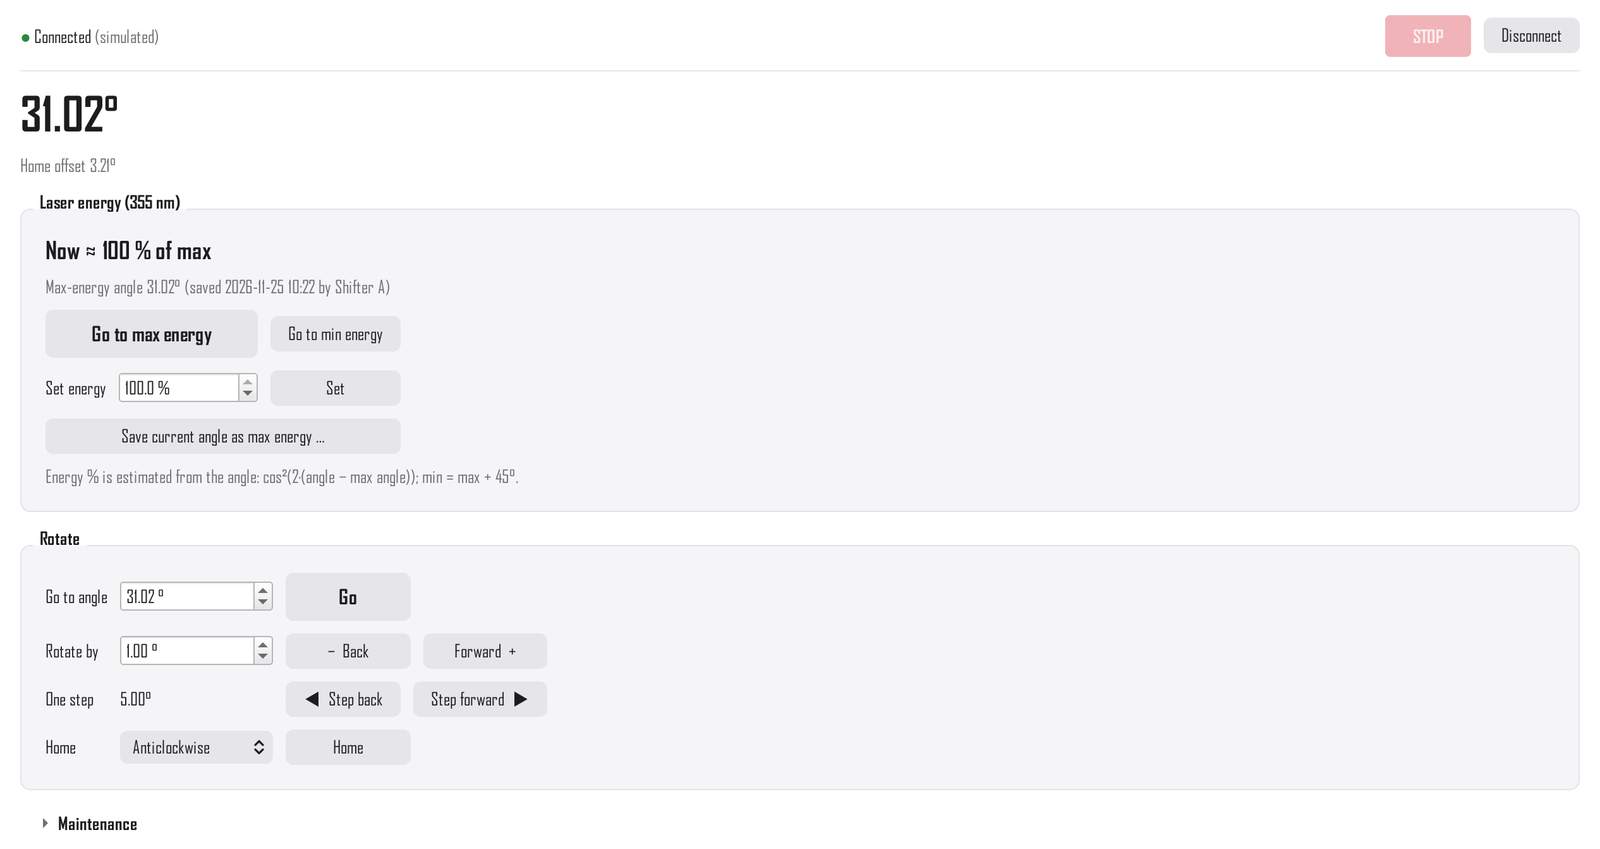 ● Connected (simulated) STOP Disconnect
31.02°
Home offset 3.21°
Laser energy (355 nm)
Now ≈ 100 % of max
Max-energy angle 31.02° (saved 2026-11-25 10:22 by Shifter A)
Go to max energy Go to min energy
Set energy 100.0 % Set
Save current angle as max energy ...
Energy % is estimated from the angle: cos²(2·(angle − max angle)); min = max + 45°.
Rotate
Go to angle 31.02 ° Go
Rotate by 1.00 ° − Back Forward +
One step 5.00° ◀ Step back Step forward ▶
Home Anticlockwise Home
Maintenance